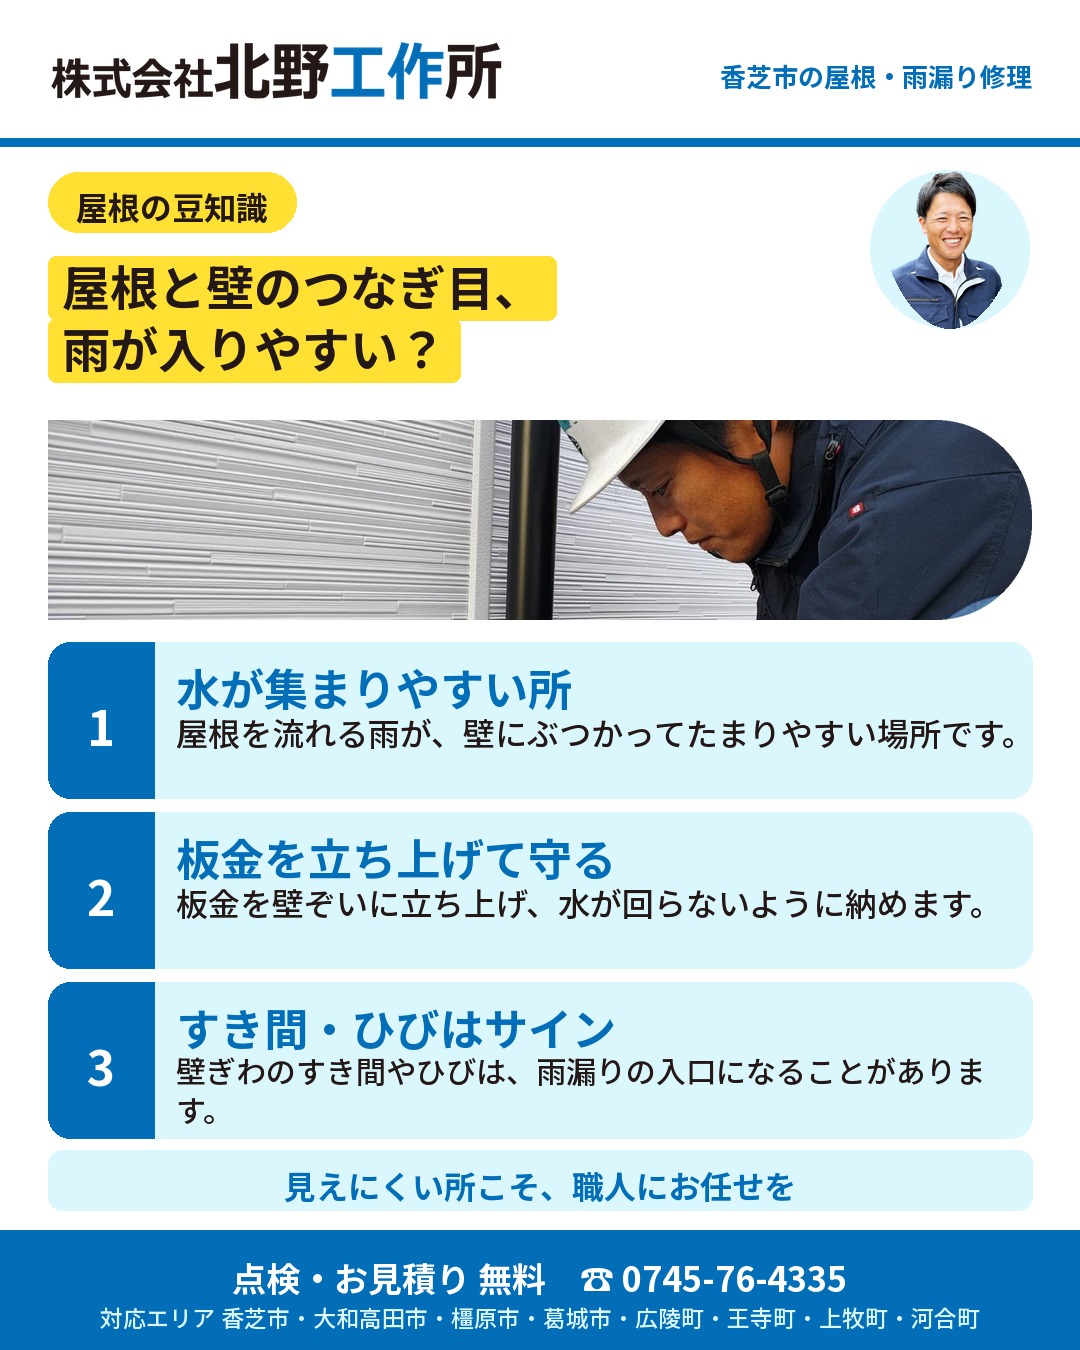 株式会社北野工作所
香芝市の屋根・雨漏り修理
屋根の豆知識
屋根と壁のつなぎ目、
雨が入りやすい？
1
水が集まりやすい所
屋根を流れる雨が、壁にぶつかってたまりやすい場所です。
2
板金を立ち上げて守る
板金を壁ぞいに立ち上げ、水が回らないように納めます。
3
すき間・ひびはサイン
壁ぎわのすき間やひびは、雨漏りの入口になることがありま
す。
見えにくい所こそ、職人にお任せを
点検・お見積り 無料 ☎ 0745-76-4335
対応エリア 香芝市・大和高田市・橿原市・葛城市・広陵町・王寺町・上牧町・河合町